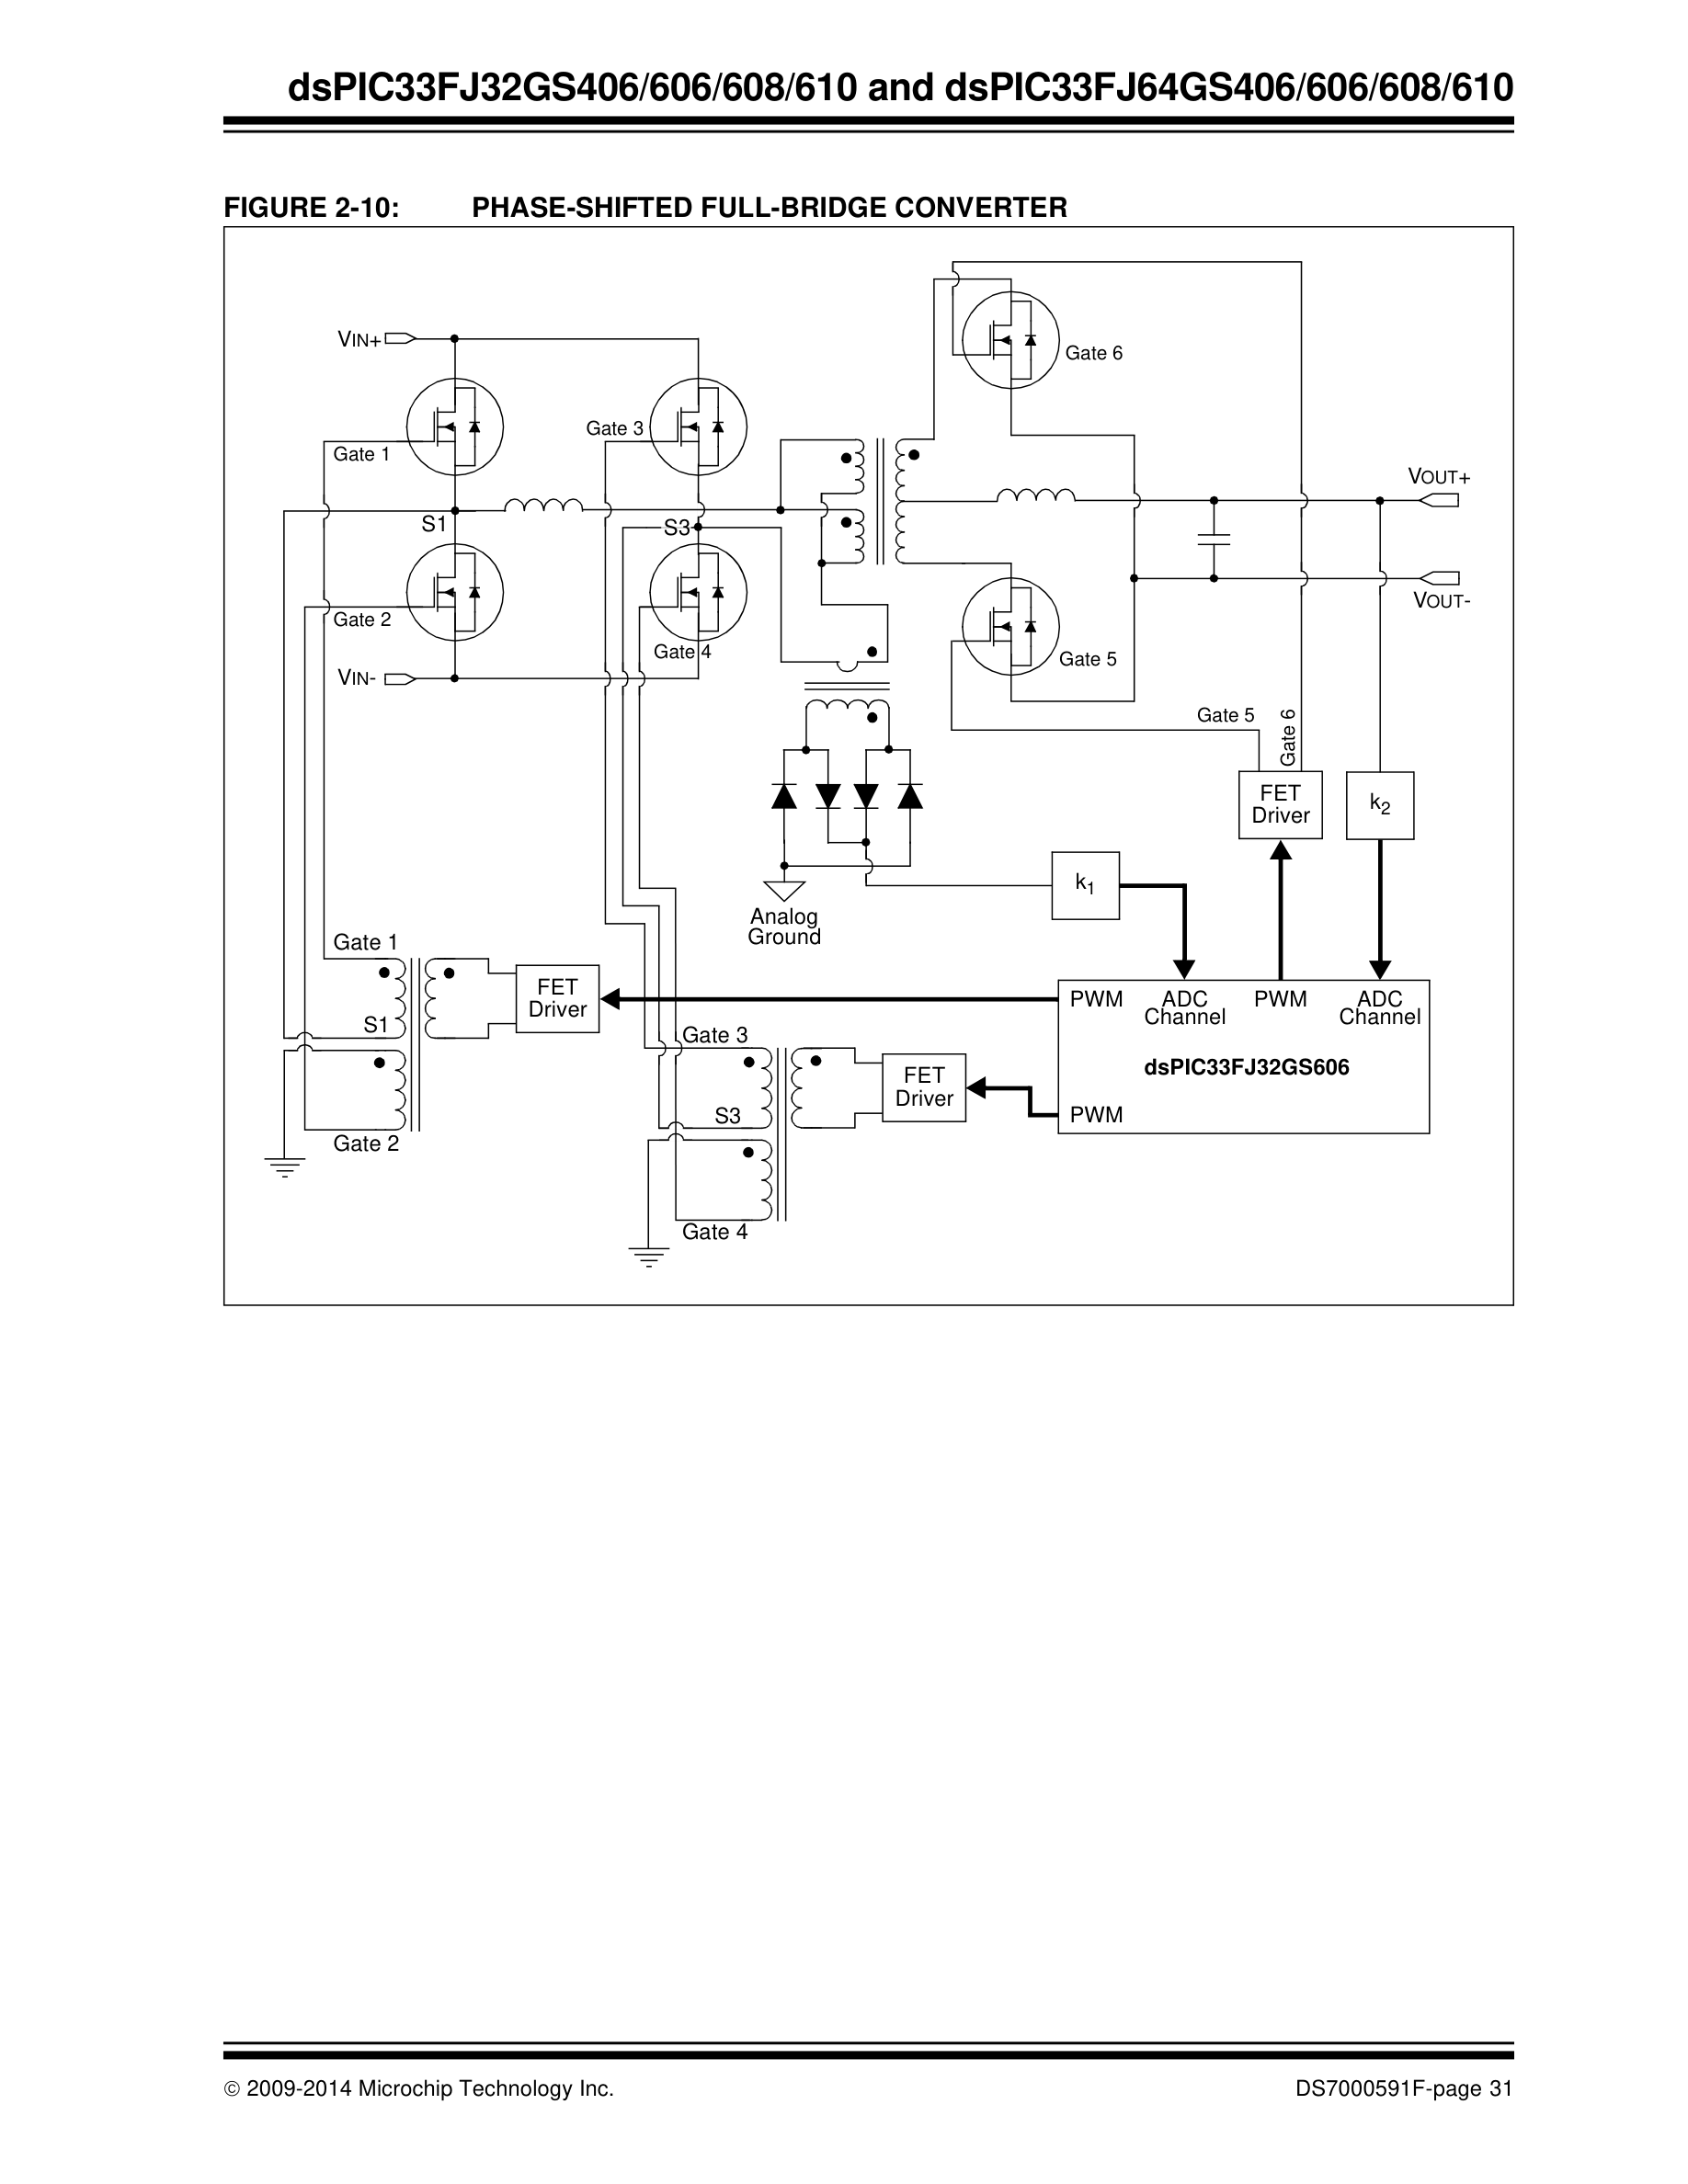 dsPIC33FJ32GS406/606/608/610 and dsPIC33FJ64GS406/606/608/610
FIGURE 2-10: PHASE-SHIFTED FULL-BRIDGE CONVERTER
VIN+
Gate 6
Gate 3
Gate 1
VOUT+
S1
S3
VOUT-
Gate 2
Gate 4
Gate 5
VIN-
Gate 5
Gate 6
FET
Driver
k2
k1
Analog
Ground
Gate 1
FET
Driver
S1
PWM
ADC
Channel
PWM
ADC
Channel
Gate 3
dsPIC33FJ32GS606
FET
Driver
S3
PWM
Gate 2
Gate 4
© 2009-2014 Microchip Technology Inc.
DS7000591F-page 31